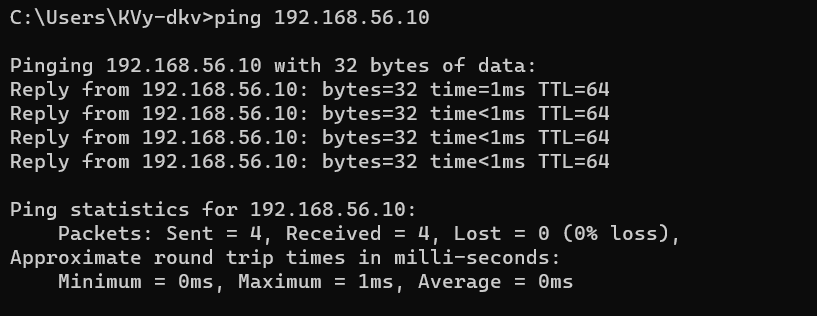 C:\Users\KVy-dkv>ping 192.168.56.10
Pinging 192.168.56.10 with 32 bytes of data:
Reply from 192.168.56.10: bytes=32 time=1ms TTL=64
Reply from 192.168.56.10: bytes=32 time<1ms TTL=64
Reply from 192.168.56.10: bytes=32 time<1ms TTL=64
Reply from 192.168.56.10: bytes=32 time<1ms TTL=64
Ping statistics for 192.168.56.10:
    Packets: Sent = 4, Received = 4, Lost = 0 (0% loss),
Approximate round trip times in milli-seconds:
    Minimum = 0ms, Maximum = 1ms, Average = 0ms